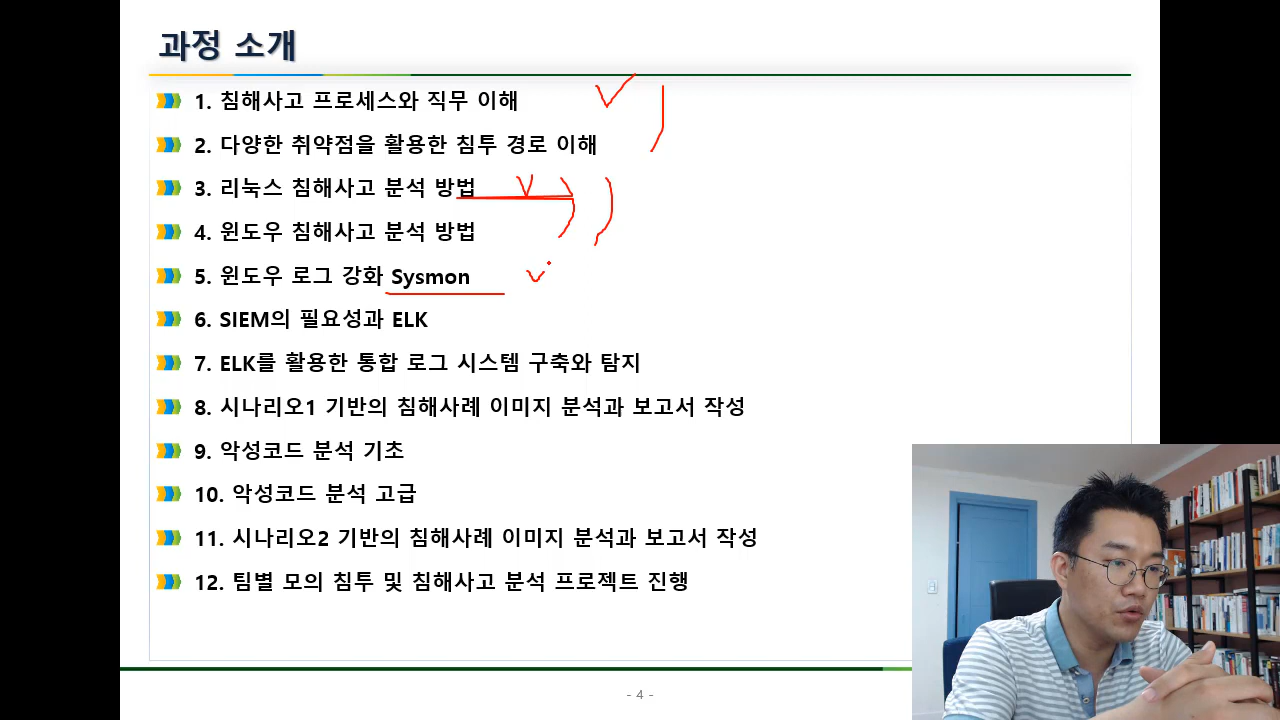 과정 소개
1. 침해사고 프로세스와 직무 이해
2. 다양한 취약점을 활용한 침투 경로 이해
3. 리눅스 침해사고 분석 방법
4. 윈도우 침해사고 분석 방법
5. 윈도우 로그 강화 Sysmon
6. SIEM의 필요성과 ELK
7. ELK를 활용한 통합 로그 시스템 구축와 탐지
8. 시나리오1 기반의 침해사례 이미지 분석과 보고서 작성
9. 악성코드 분석 기초
10. 악성코드 분석 고급
11. 시나리오2 기반의 침해사례 이미지 분석과 보고서 작성
12. 팀별 모의 침투 및 침해사고 분석 프로젝트 진행
- 4 -